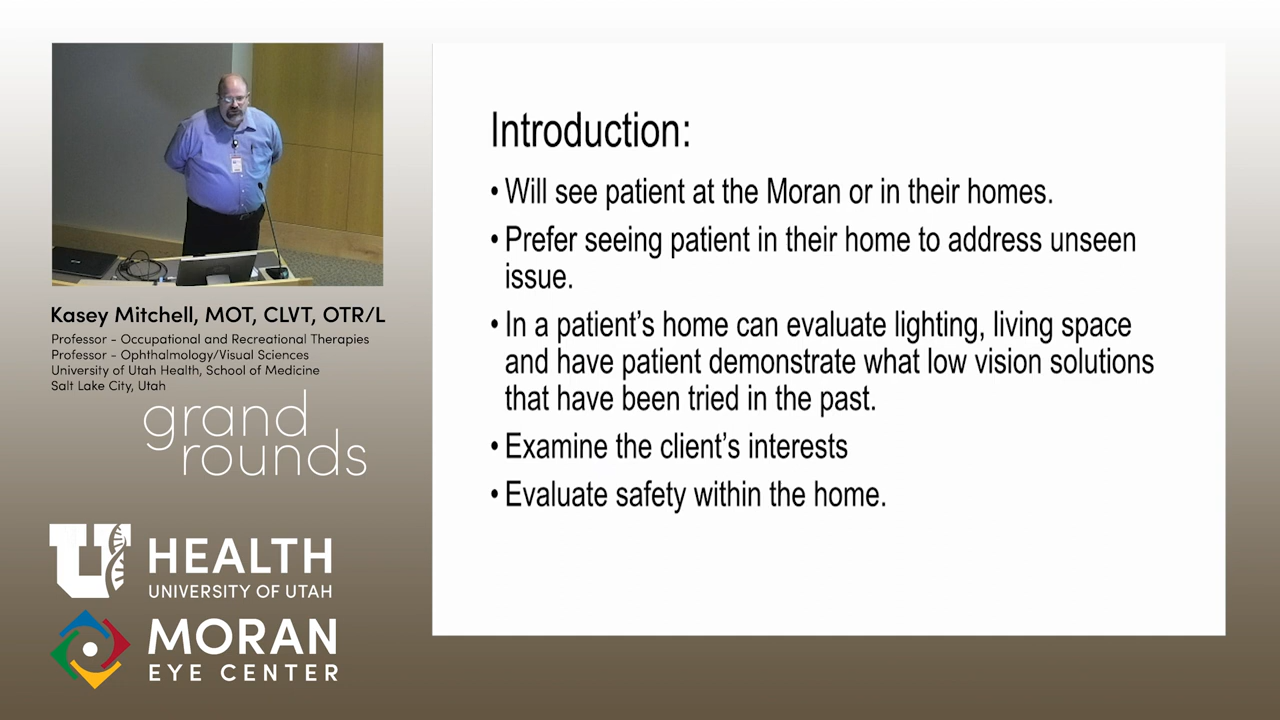 Kasey Mitchell, MOT, CLVT, OTR/L
Professor - Occupational and Recreational Therapies
Professor - Ophthalmology/Visual Sciences
University of Utah Health, School of Medicine
Salt Lake City, Utah
grand
rounds
U
HEALTH
UNIVERSITY OF UTAH
MORAN
EYE CENTER
Introduction:
• Will see patient at the Moran or in their homes.
• Prefer seeing patient in their home to address unseen
issue.
• In a patient's home can evaluate lighting, living space
and have patient demonstrate what low vision solutions
that have been tried in the past.
• Examine the client's interests
• Evaluate safety within the home.